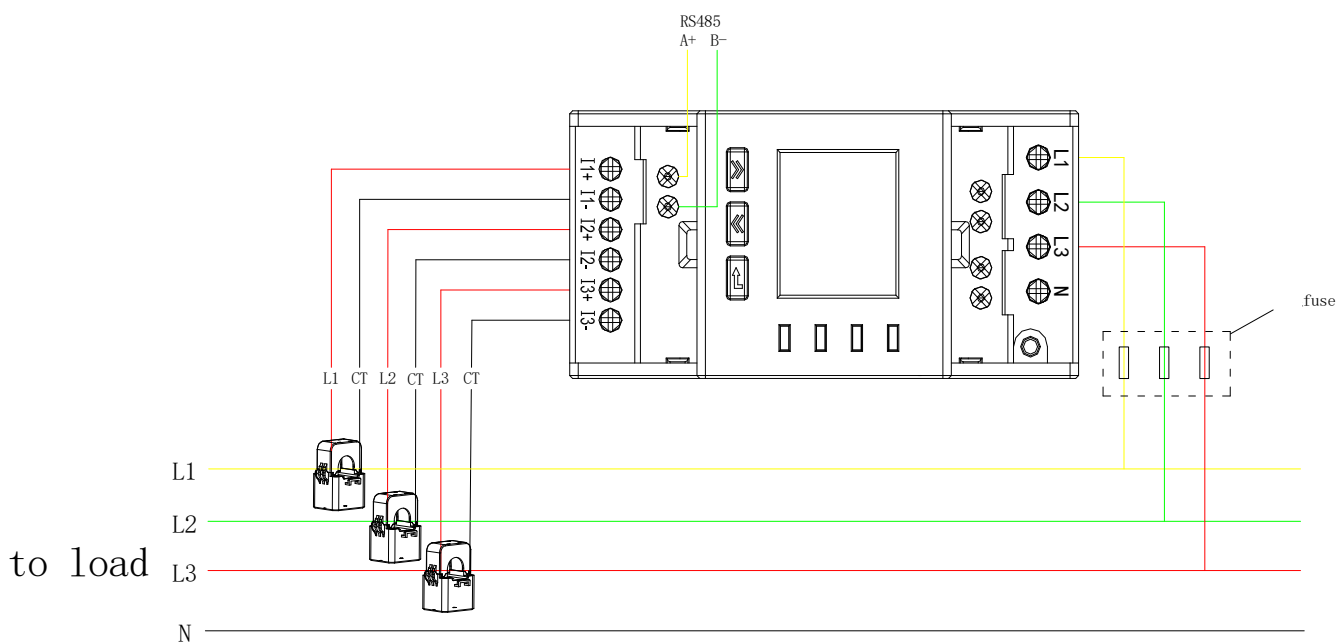 RS485
A+ B-
I1+
I1-
I2+
I2-
I3+
I3-
L1
L2
L3
N
fuse
L1 CT L2 CT L3 CT
L1
L2
to load L3
N